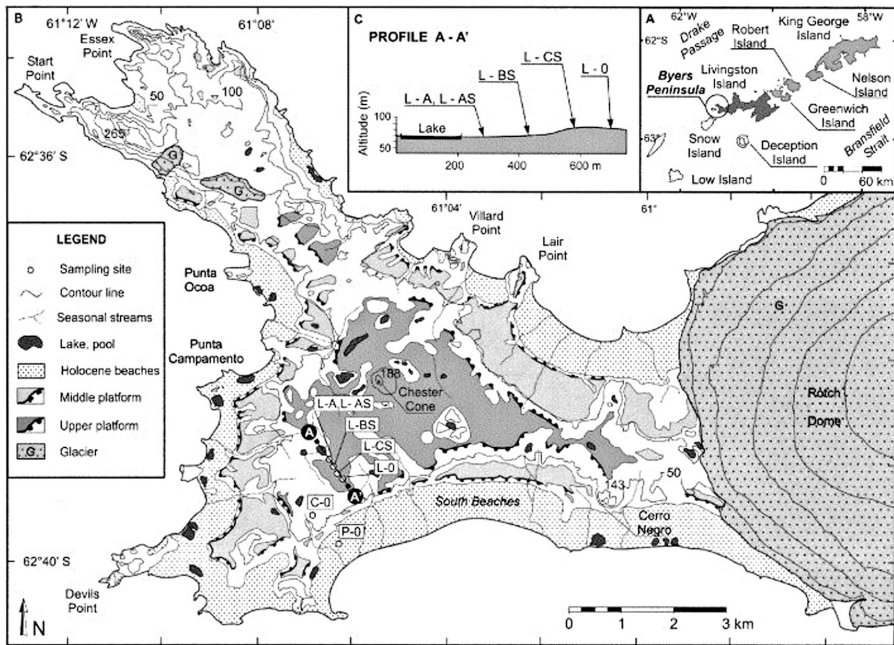 B
61°12' W
61°08'
Essex
Point
Start
Point
50
100
265
62°36' S
G
G
C
PROFILE A - A'
L - A, L - AS
L - BS
L - CS
L - 0
Altitude (m)
100
50
Lake
200
400
600 m
A
62°W
58°W
62°S
63°
Drake
Passage
Robert
Island
King George
Island
Byers
Peninsula
Livingston
Island
Nelson
Island
Greenwich
Island
Snow
Island
Deception
Island
Bransfield
Strait
Low Island
0
60 km
61°04'
61°
Villard
Point
Lair
Point
LEGEND
Sampling site
Contour line
Seasonal streams
Lake, pool
Holocene beaches
Middle platform
Upper platform
G
Glacier
Punta
Ocoa
Punta
Campamento
188
Chester
Cone
L-A, L-AS
L-BS
L-CS
L-0
A
A'
C-0
P-0
South Beaches
143
50
Cerro
Negro
G
Rotch
Dome
62°40' S
Devils
Point
N
0
1
2
3 km